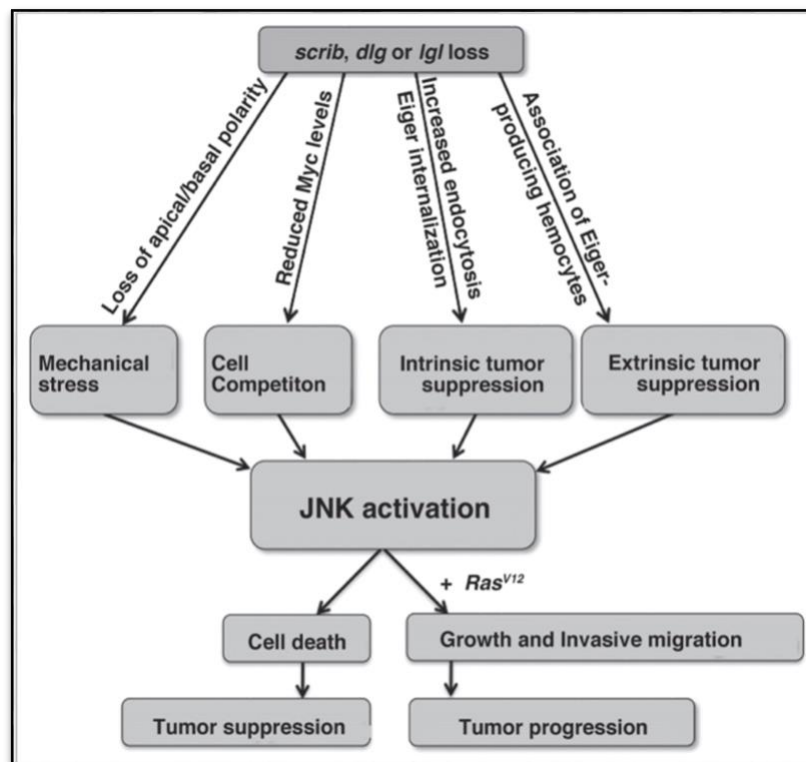 scrib, dlg or lgl loss
Loss of apical/basal polarity
Reduced Myc levels
Increased endocytosis
Eiger internalization
Association of Eiger-
producing hemocytes
Mechanical
stress
Cell
Competiton
Intrinsic tumor
suppression
Extrinsic tumor
suppression
JNK activation
+ Ras^V12
Cell death
Growth and Invasive migration
Tumor suppression
Tumor progression